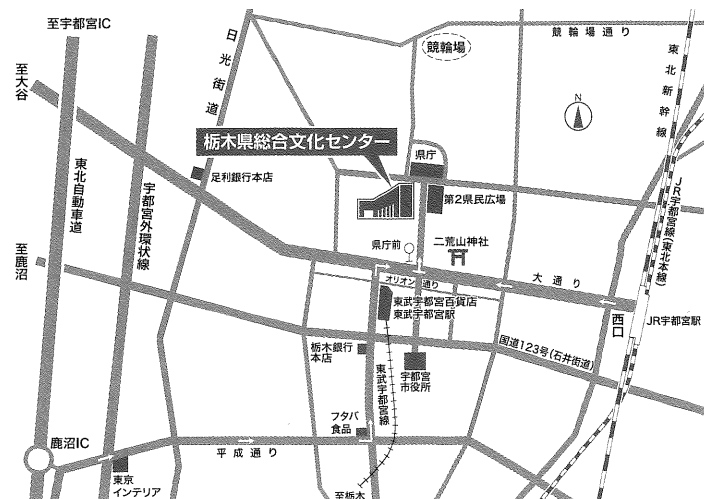 至宇都宮IC
至大谷
日光街道
競輪場
競輪場通り
東北新幹線
N
栃木県総合文化センター
県庁
足利銀行本店
第2県民広場
東北自動車道
宇都宮外環状線
JR宇都宮線(東北本線)
至鹿沼
県庁前
二荒山神社
大通り
オリオン通り
東武宇都宮百貨店
東武宇都宮駅
西口
JR宇都宮駅
国道123号(石井街道)
栃木銀行
本店
東武宇都宮線
宇都宮
市役所
フタバ
食品
鹿沼IC
平成通り
東京
インテリア
至栃木